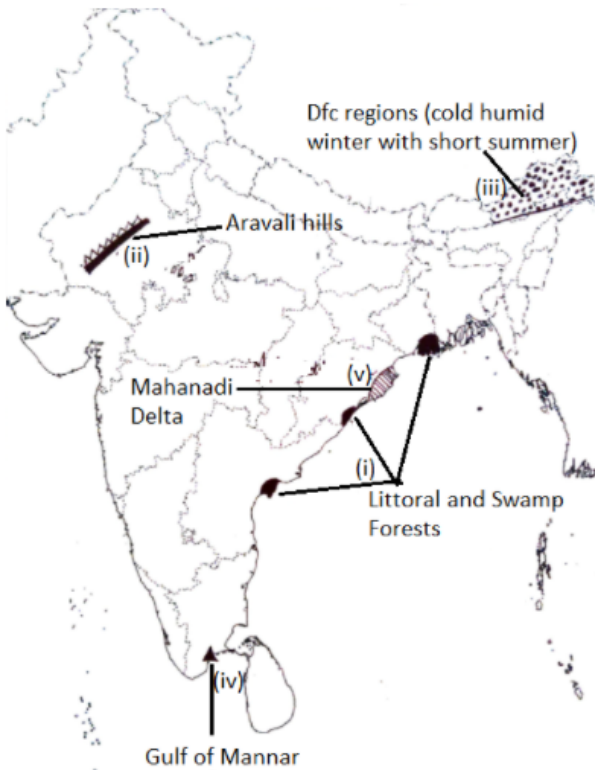 Dfc regions (cold humid
winter with short summer)
(iii)
Aravali hills
(ii)
Mahanadi
Delta
(v)
(i)
Littoral and Swamp
Forests
(iv)
Gulf of Mannar